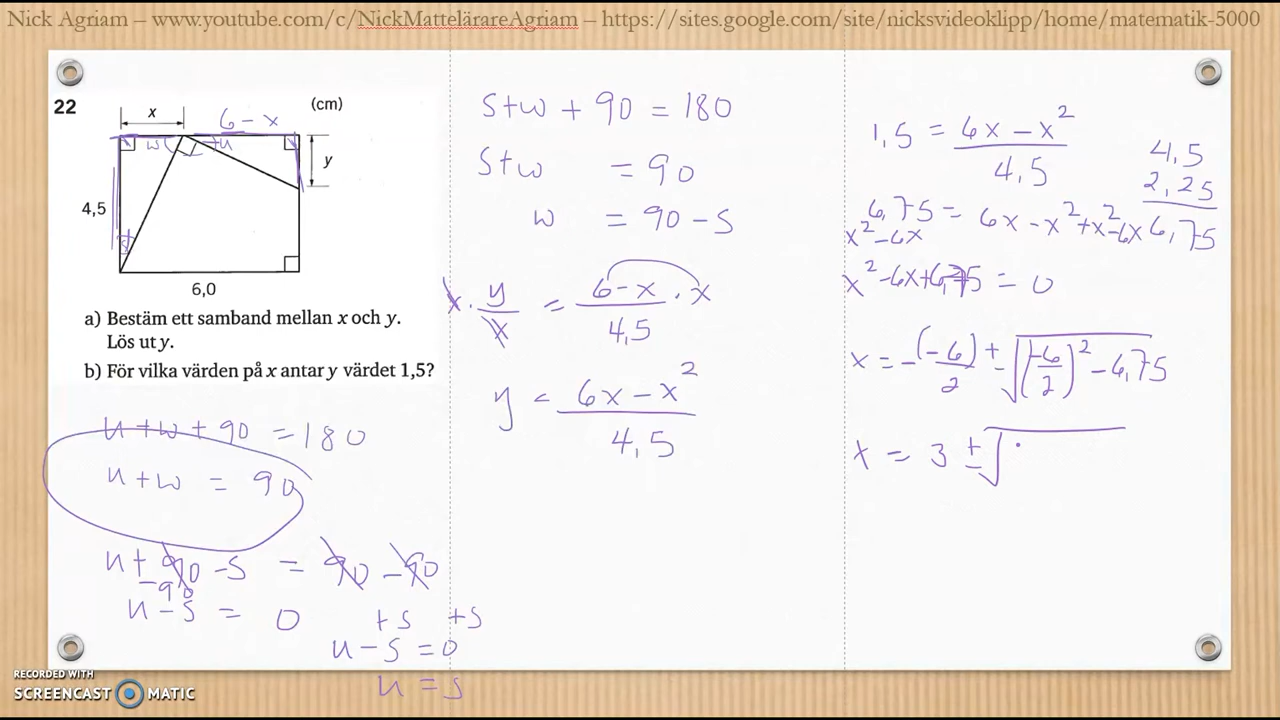 Nick Agriam – www.youtube.com/c/NickMattelärareAgriam – https://sites.google.com/site/nicksvideoklipp/home/matematik-5000
22
x
6 - x
(cm)
w
u
y
4,5
s
6,0
a) Bestäm ett samband mellan x och y.
Lös ut y.
b) För vilka värden på x antar y värdet 1,5?
u + w + 90 = 180
u + w = 90
u + 90 - s = 90 - 90
-90
u - s = 0
+s +s
u - s = 0
u = s
s + w + 90 = 180
s + w = 90
w = 90 - s
x · y/x = (6 - x)/4,5 · x
y = (6x - x²)/4,5
1,5 = (6x - x²)/4,5
4,5
2,25
6,75
6,75 = 6x - x² + x² - 6x
x² - 6x
x² - 6x + 6,75 = 0
x = -(-6)/2 ± √((-6/2)² - 6,75)
x = 3 ± √
RECORDED WITH
SCREENCAST MATIC